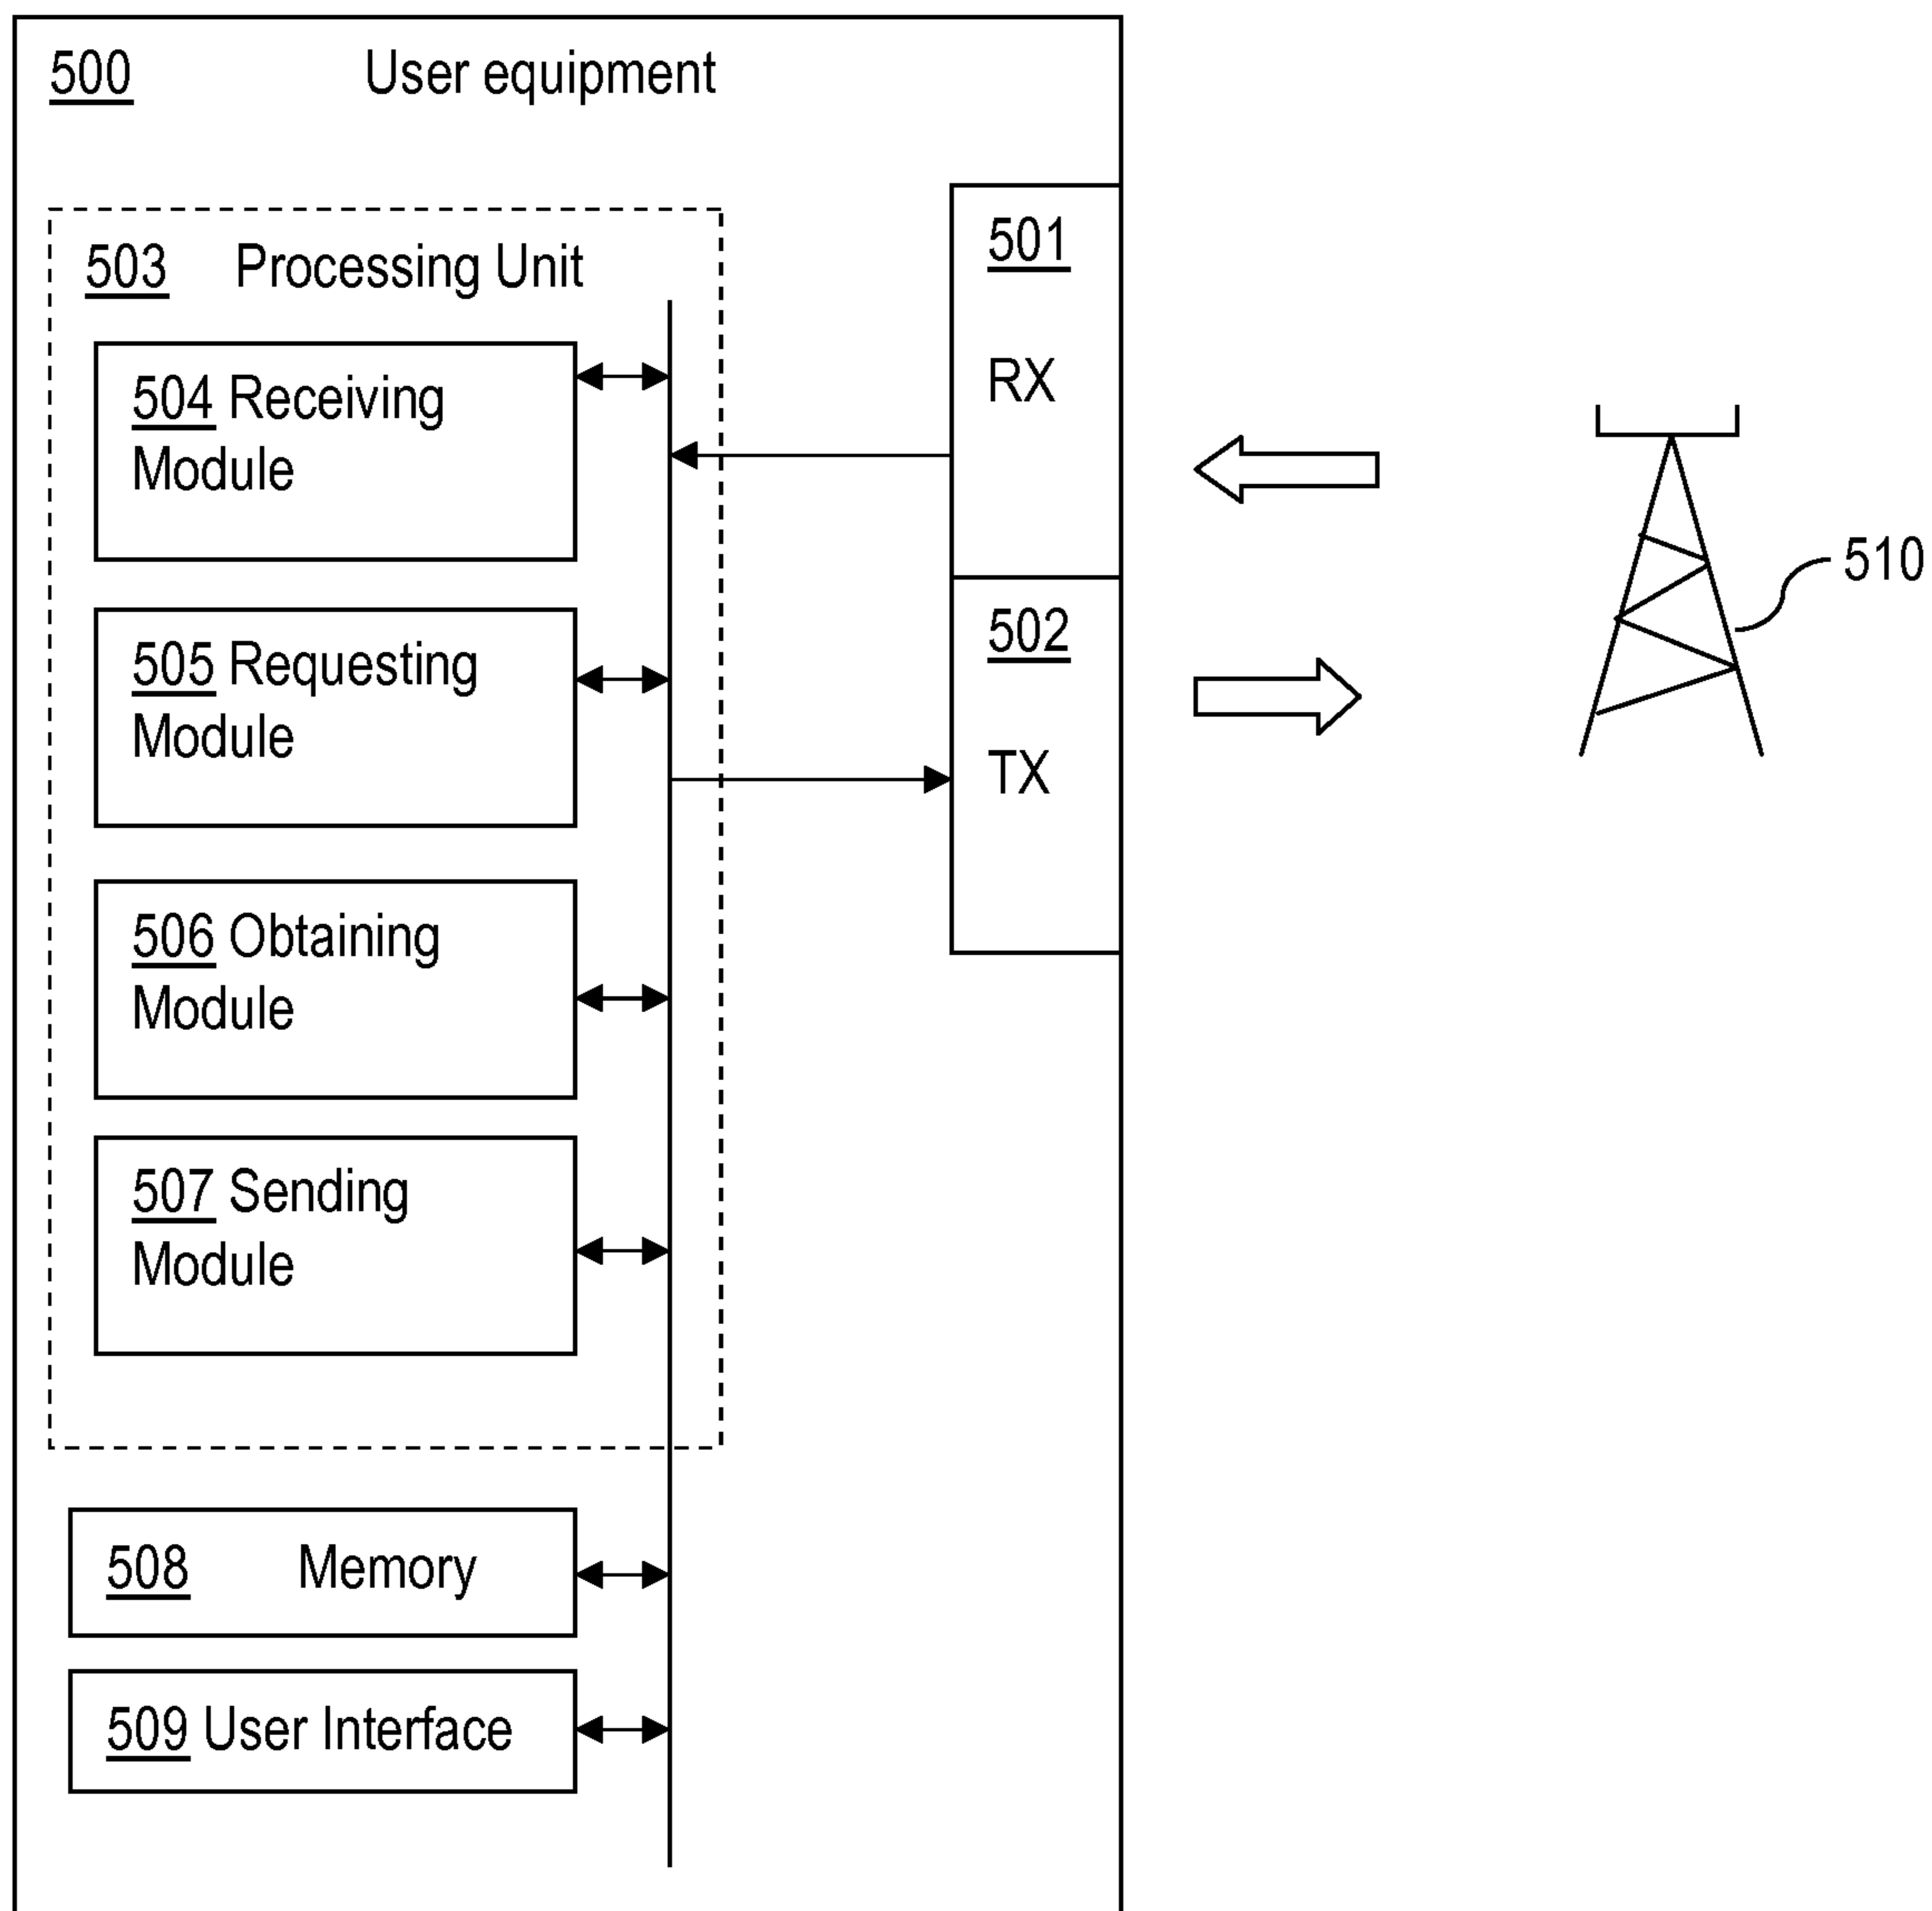 500 User equipment
503 Processing Unit
504 Receiving
Module
505 Requesting
Module
506 Obtaining
Module
507 Sending
Module
508 Memory
509 User Interface
501
RX
502
TX
510